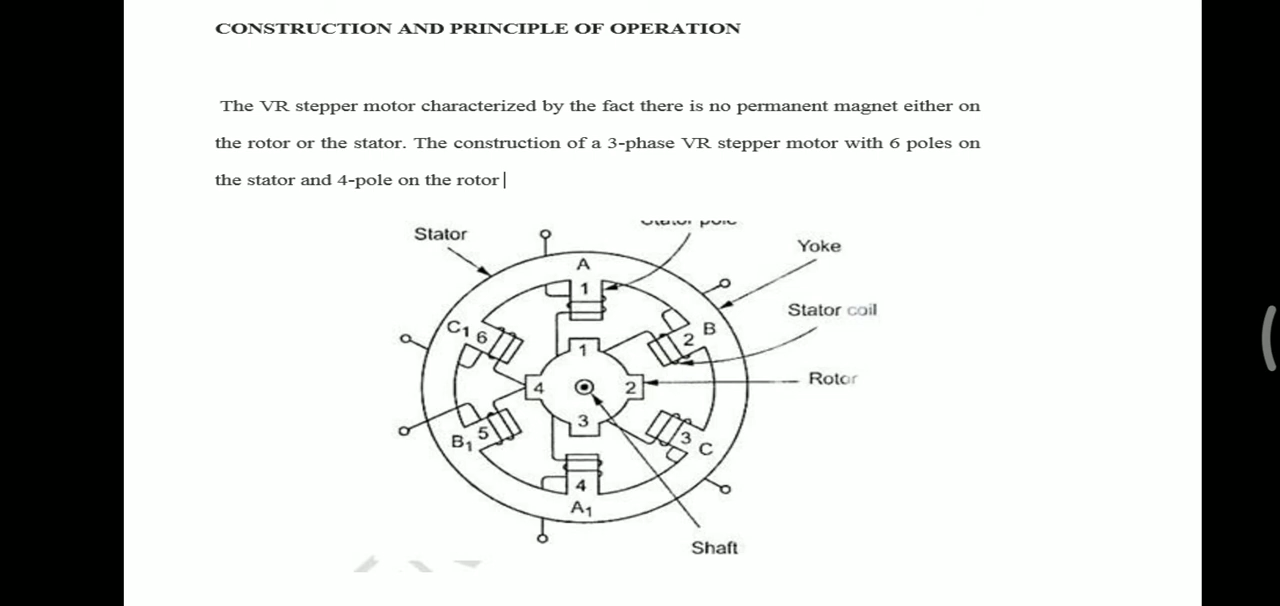 CONSTRUCTION AND PRINCIPLE OF OPERATION
The VR stepper motor characterized by the fact there is no permanent magnet either on
the rotor or the stator. The construction of a 3-phase VR stepper motor with 6 poles on
the stator and 4-pole on the rotor
Stator
Yoke
A
1
Stator coil
C1 6
2 B
1
4
2
Rotor
3
B1 5
3 C
4
A1
Shaft